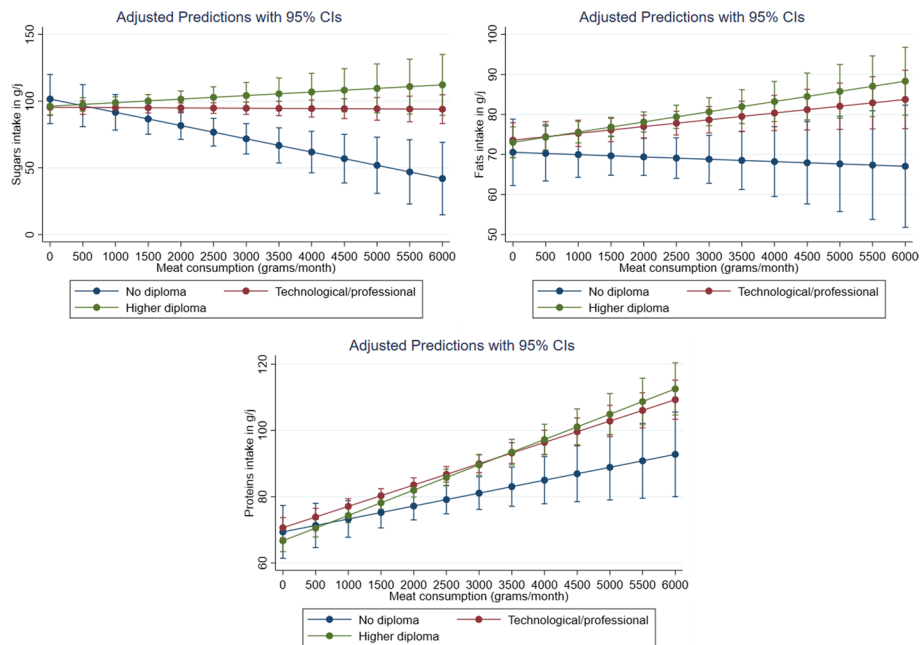 Adjusted Predictions with 95% CIs
Sugars intake in g/j
150
100
50
0
0 500 1000 1500 2000 2500 3000 3500 4000 4500 5000 5500 6000
Meat consumption (grams/month)
No diploma Technological/professional
Higher diploma
Adjusted Predictions with 95% CIs
Fats intake in g/j
100
90
80
70
60
50
0 500 1000 1500 2000 2500 3000 3500 4000 4500 5000 5500 6000
Meat consumption (grams/month)
No diploma Technological/professional
Higher diploma
Adjusted Predictions with 95% CIs
Proteins intake in g/j
120
100
80
60
0 500 1000 1500 2000 2500 3000 3500 4000 4500 5000 5500 6000
Meat consumption (grams/month)
No diploma Technological/professional
Higher diploma